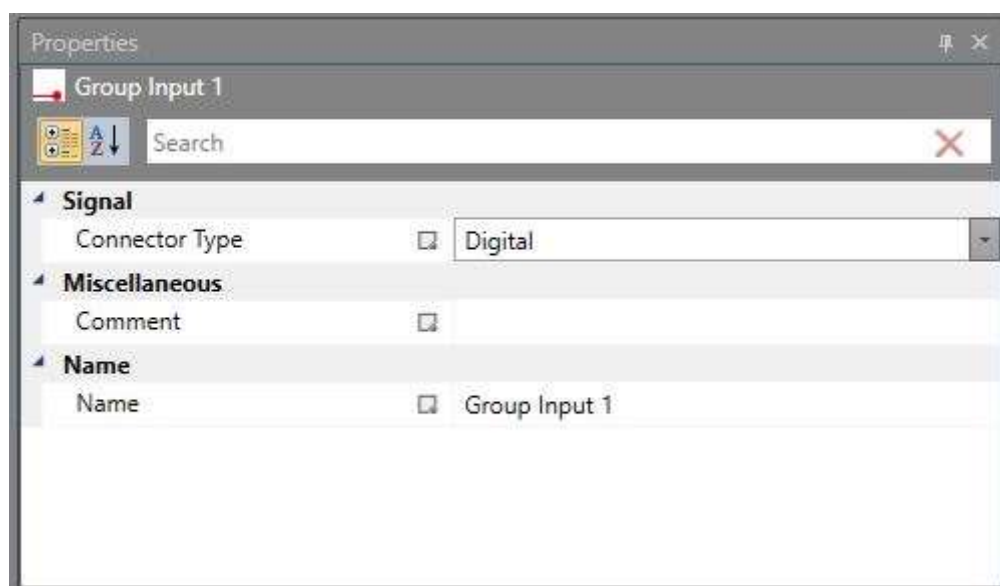 Properties
Group Input 1
A
Z
Search
Signal
Connector Type Digital
Miscellaneous
Comment
Name
Name Group Input 1